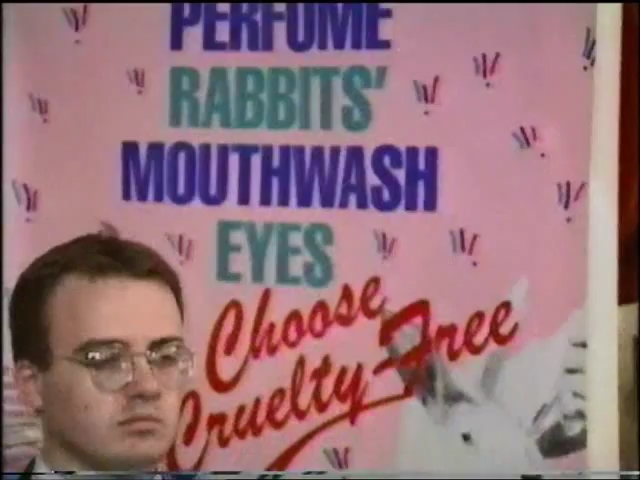 PERFUME
RABBITS'
MOUTHWASH
EYES
Choose
Cruelty-Free